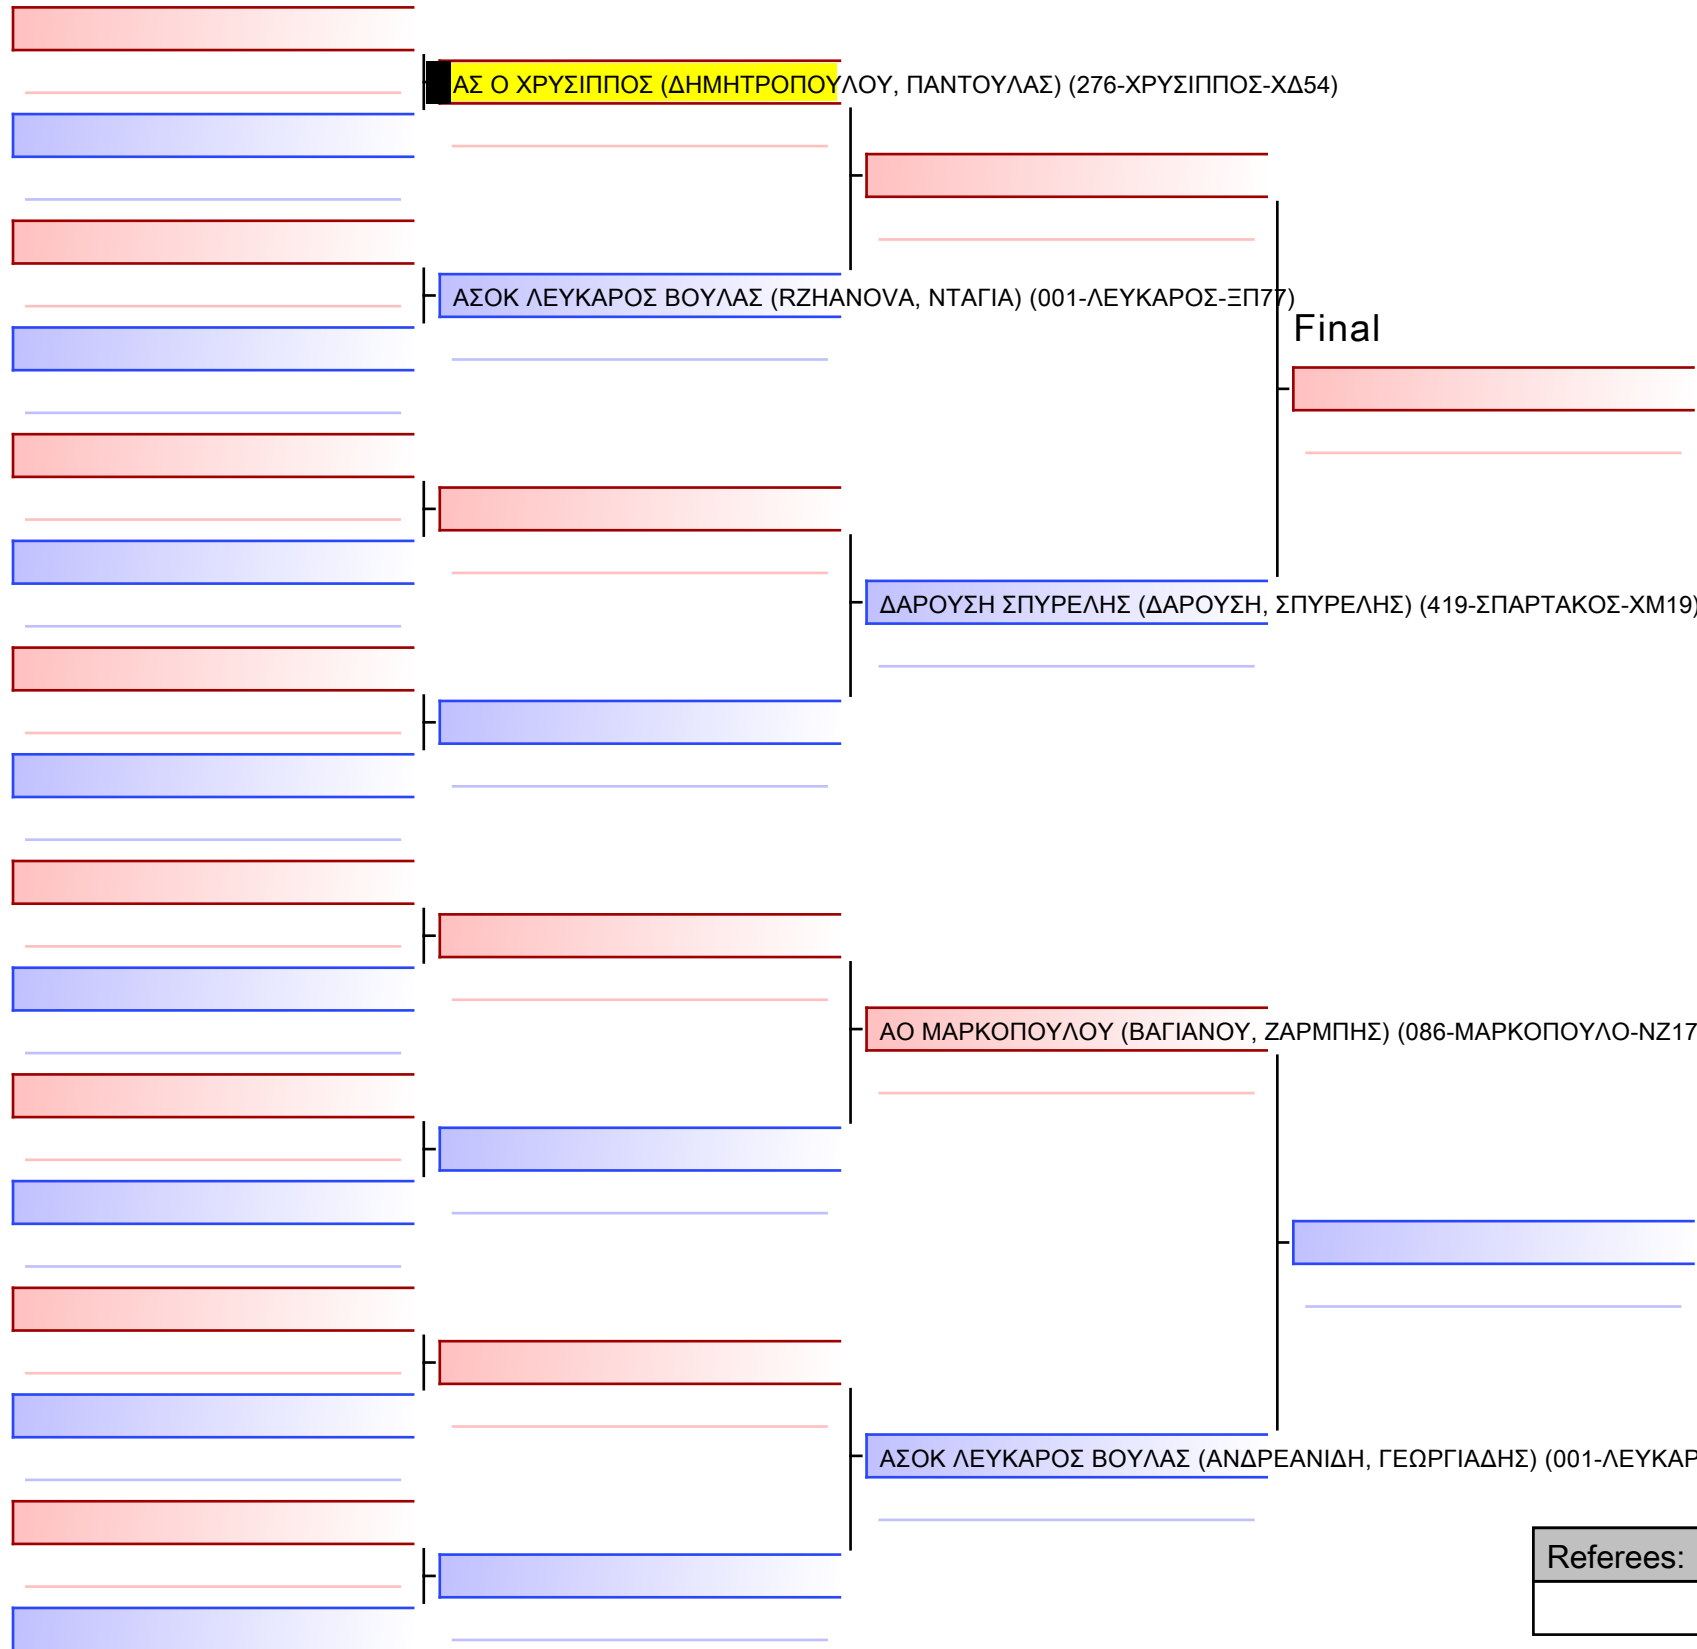 ΑΣ Ο ΧΡΥΣΙΠΠΟΣ (ΔΗΜΗΤΡΟΠΟΥΛΟΥ, ΠΑΝΤΟΥΛΑΣ) (276-ΧΡΥΣΙΠΠΟΣ-ΧΔ54)
ΑΣΟΚ ΛΕΥΚΑΡΟΣ ΒΟΥΛΑΣ (RZHANOVA, ΝΤΑΓΙΑ) (001-ΛΕΥΚΑΡΟΣ-ΞΠ77)
Final
ΔΑΡΟΥΣΗ ΣΠΥΡΕΛΗΣ (ΔΑΡΟΥΣΗ, ΣΠΥΡΕΛΗΣ) (419-ΣΠΑΡΤΑΚΟΣ-ΧΜ19)
ΑΟ ΜΑΡΚΟΠΟΥΛΟΥ (ΒΑΓΙΑΝΟΥ, ΖΑΡΜΠΗΣ) (086-ΜΑΡΚΟΠΟΥΛΟ-ΝΖ17
ΑΣΟΚ ΛΕΥΚΑΡΟΣ ΒΟΥΛΑΣ (ΑΝΔΡΕΑΝΙΔΗ, ΓΕΩΡΓΙΑΔΗΣ) (001-ΛΕΥΚΑΡ
Referees: